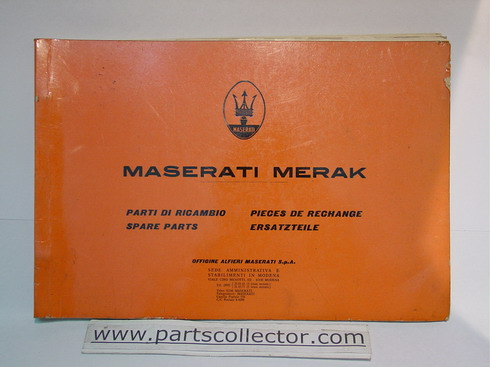 MASERATI
MASERATI MERAK
PARTI DI RICAMBIO PIECES DE RECHANGE
SPARE PARTS ERSATZTEILE
OFFICINE ALFIERI MASERATI S.p.A.
SEDE AMMINISTRATIVA E
STABILIMENTI IN MODENA
www.partscollector.com